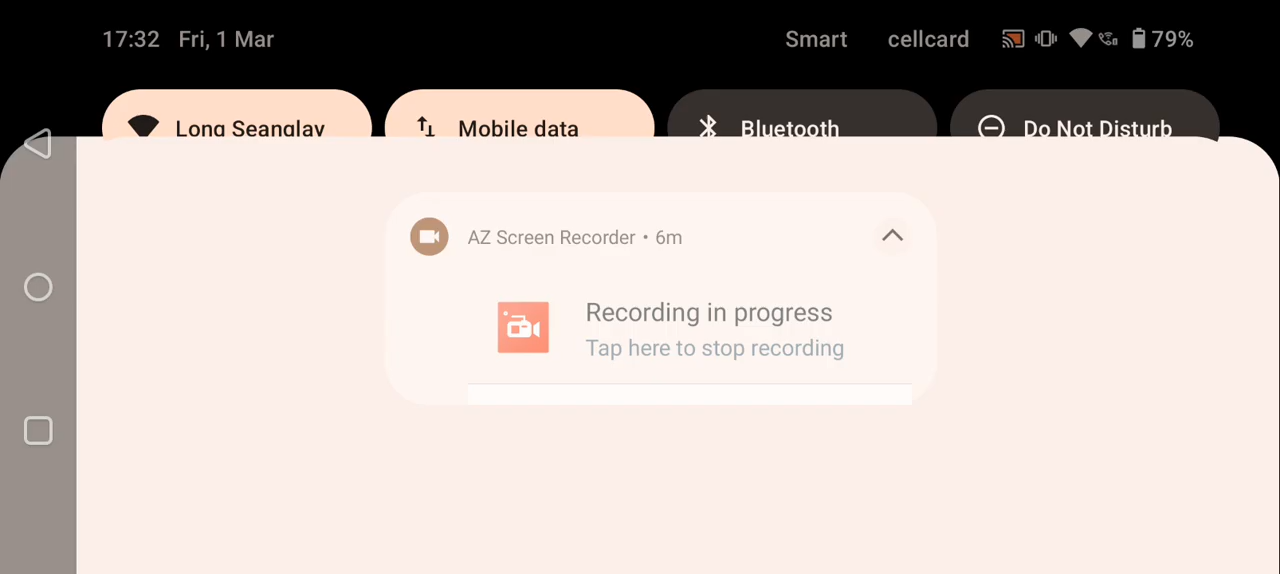 17:32 Fri, 1 Mar Smart cellcard 79%
Long Seanglay Mobile data Bluetooth Do Not Disturb
AZ Screen Recorder • 6m
Recording in progress
Tap here to stop recording